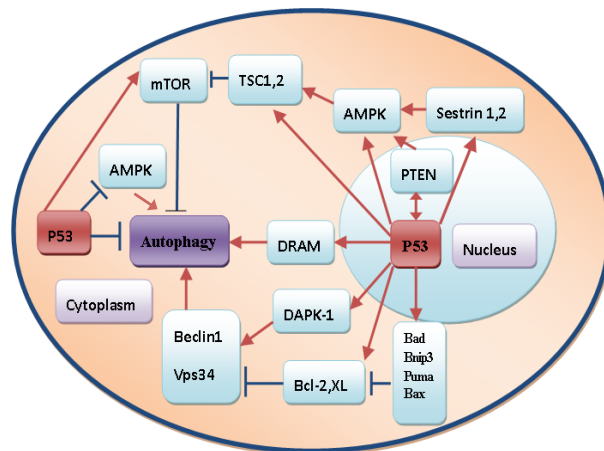 mTOR
TSC1,2
AMPK
Sestrin 1,2
AMPK
PTEN
P53
Autophagy
DRAM
P53
Nucleus
Cytoplasm
DAPK-1
Beclin1
Vps34
Bcl-2,XL
Bad
Bnip3
Puma
Bax